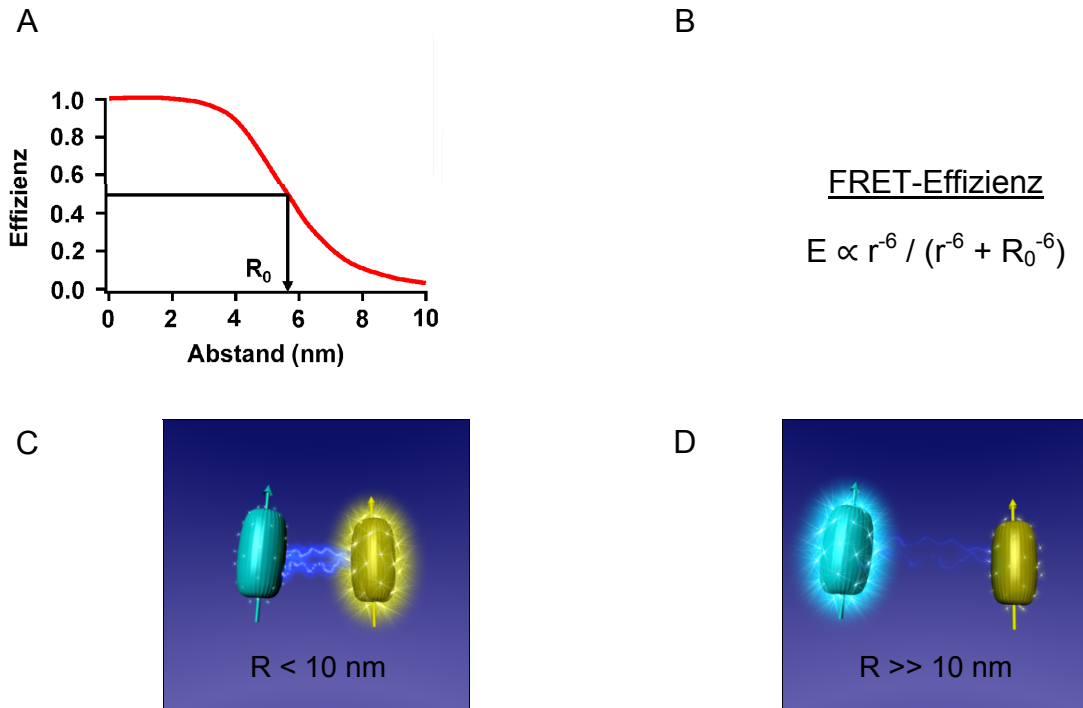 A
B
1.0
0.8
0.6
0.4
0.2
0.0
Effizienz
R₀
0 2 4 6 8 10
Abstand (nm)
FRET-Effizienz
E ∝ r⁻⁶ / (r⁻⁶ + R₀⁻⁶)
C
D
R < 10 nm
R >> 10 nm